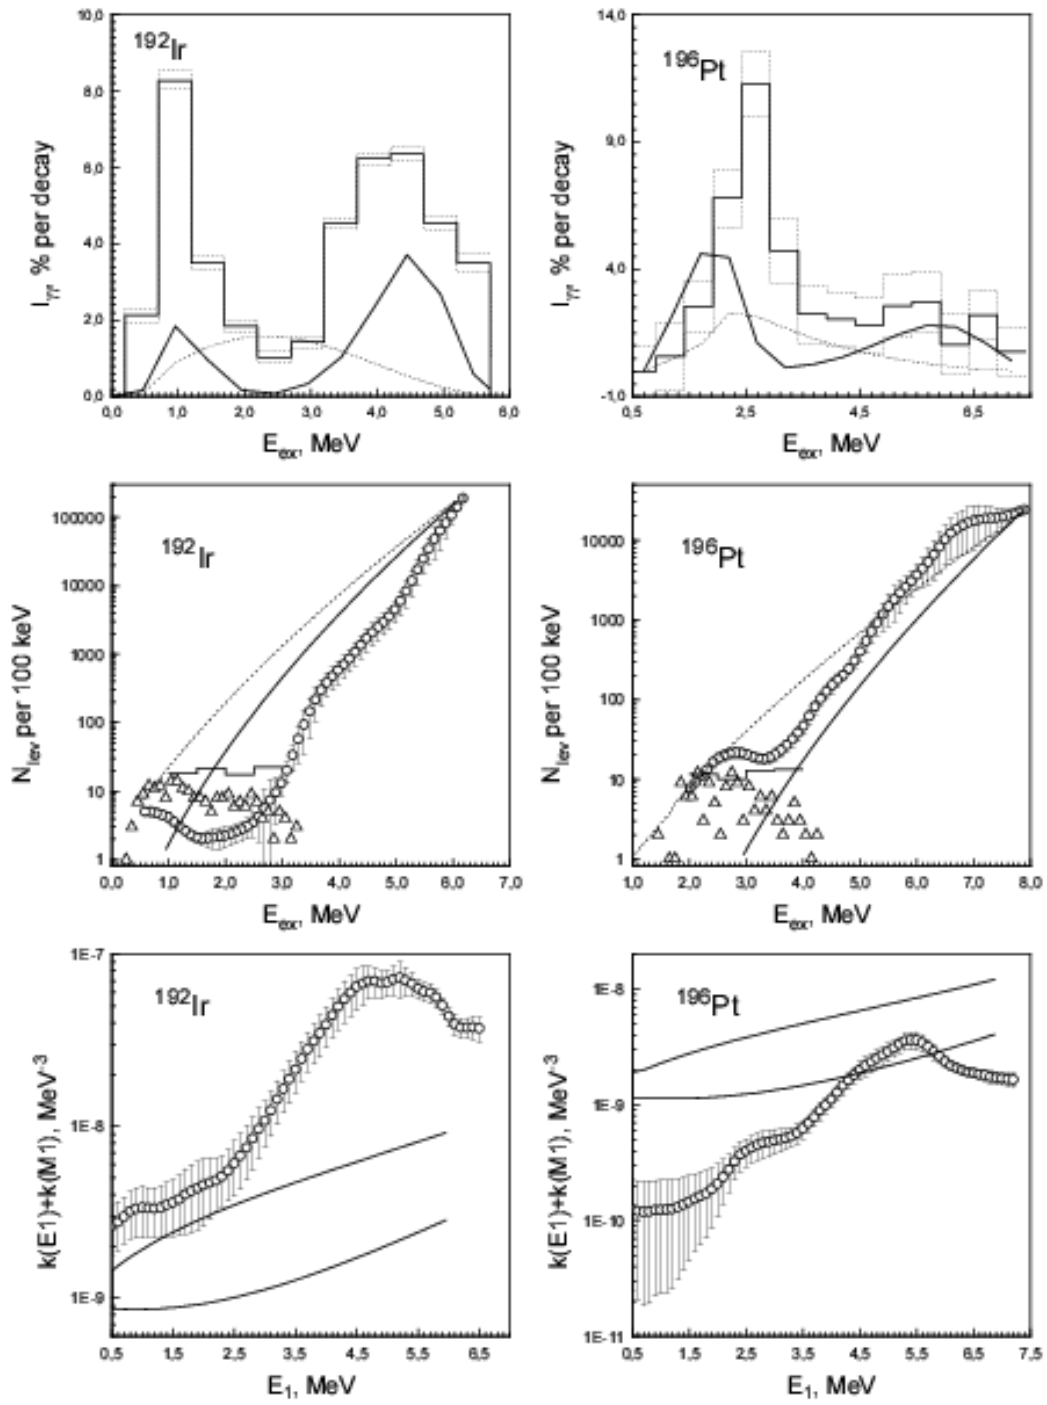 10,0
8,0
6,0
4,0
2,0
0,0
I_γγ, % per decay
¹⁹²Ir
0,0 1,0 2,0 3,0 4,0 5,0 6,0
E_ex, MeV
14,0
9,0
4,0
-1,0
I_γγ, % per decay
¹⁹⁶Pt
0,5 2,5 4,5 6,5
E_ex, MeV
100000
10000
1000
100
10
1
N_lev per 100 keV
¹⁹²Ir
0,0 1,0 2,0 3,0 4,0 5,0 6,0 7,0
E_ex, MeV
10000
1000
100
10
1
N_lev per 100 keV
¹⁹⁶Pt
1,0 2,0 3,0 4,0 5,0 6,0 7,0 8,0
E_ex, MeV
1E-7
1E-8
1E-9
k(E1)+k(M1), MeV⁻³
¹⁹²Ir
0,5 1,5 2,5 3,5 4,5 5,5 6,5
E₁, MeV
1E-8
1E-9
1E-10
1E-11
k(E1)+k(M1), MeV⁻³
¹⁹⁶Pt
0,5 1,5 2,5 3,5 4,5 5,5 6,5 7,5
E₁, MeV